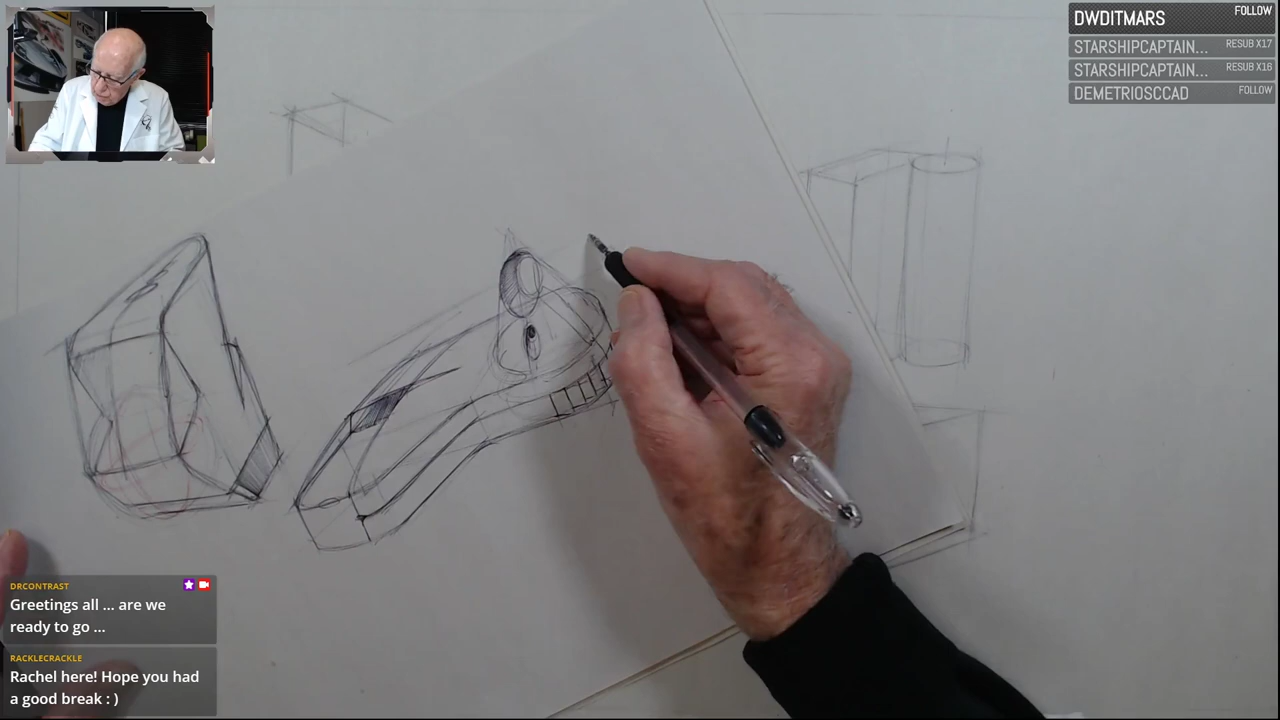 DWDITMARS FOLLOW
STARSHIPCAPTAIN... RESUB X17
STARSHIPCAPTAIN... RESUB X16
DEMETRIOSCCAD FOLLOW
DRCONTRAST
Greetings all ... are we
ready to go ...
RACKLECRACKLE
Rachel here! Hope you had
a good break : )